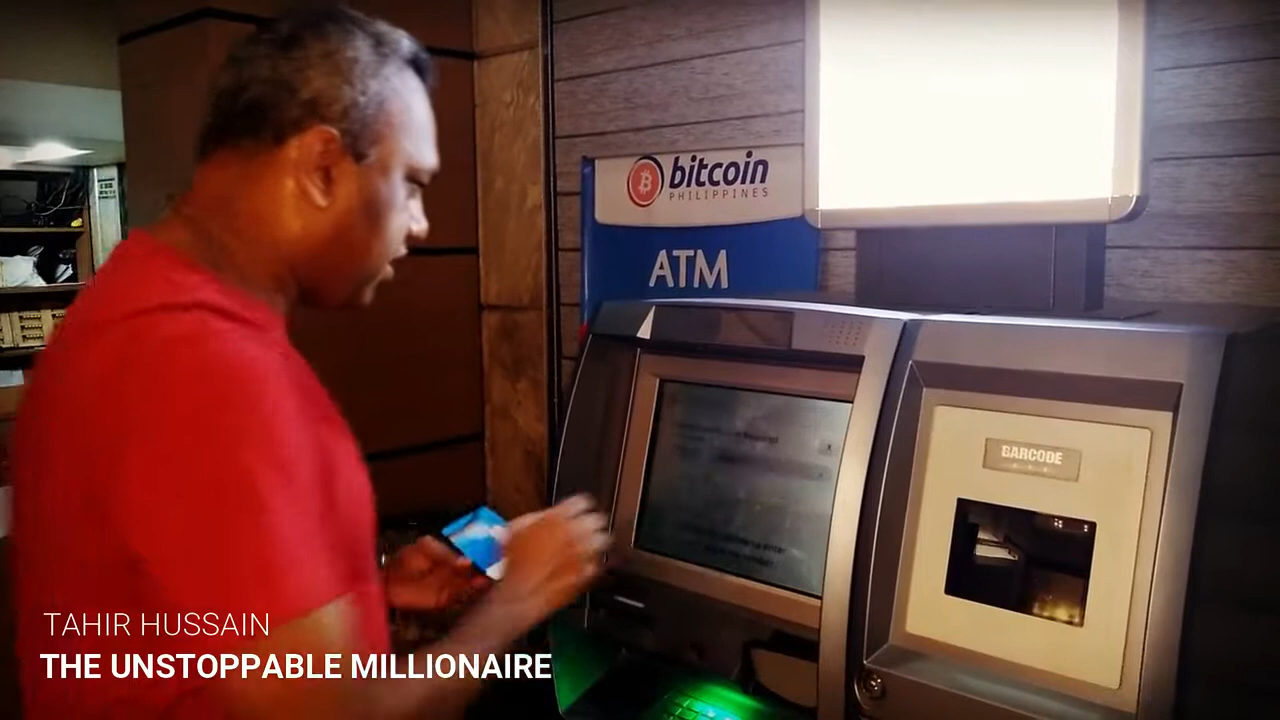 bitcoin
PHILIPPINES
ATM
BARCODE
TAHIR HUSSAIN
THE UNSTOPPABLE MILLIONAIRE